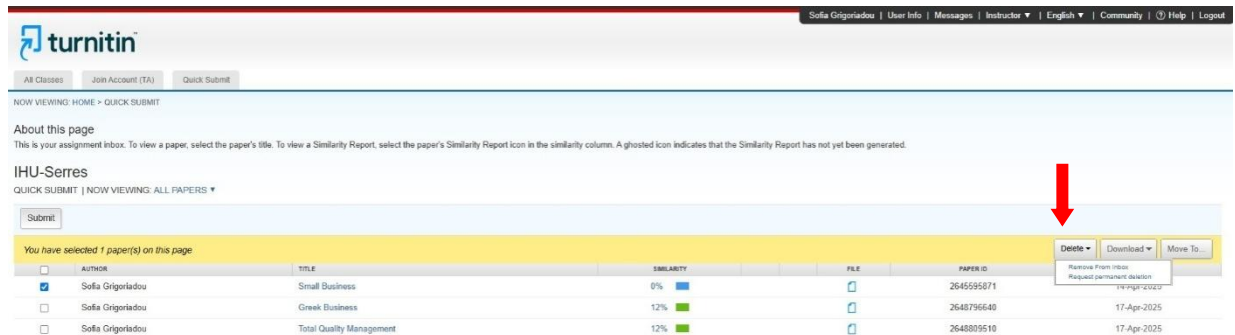 Sofia Grigoriadou | User Info | Messages | Instructor ▼ | English ▼ | Community | ? Help | Logout
turnitin
All Classes Join Account (TA) Quick Submit
NOW VIEWING: HOME > QUICK SUBMIT
About this page
This is your assignment inbox. To view a paper, select the paper's title. To view a Similarity Report, select the paper's Similarity Report icon in the similarity column. A ghosted icon indicates that the Similarity Report has not yet been generated.
IHU-Serres
QUICK SUBMIT | NOW VIEWING: ALL PAPERS ▼
Submit
You have selected 1 paper(s) on this page Delete ▾ Download ▾ Move To...
Remove From Inbox
Request permanent deletion
AUTHOR TITLE SIMILARITY FILE PAPER ID
Sofia Grigoriadou Small Business 0% 2645595871 14-Apr-2025
Sofia Grigoriadou Greek Business 12% 2648796640 17-Apr-2025
Sofia Grigoriadou Total Quality Management 12% 2648809510 17-Apr-2025